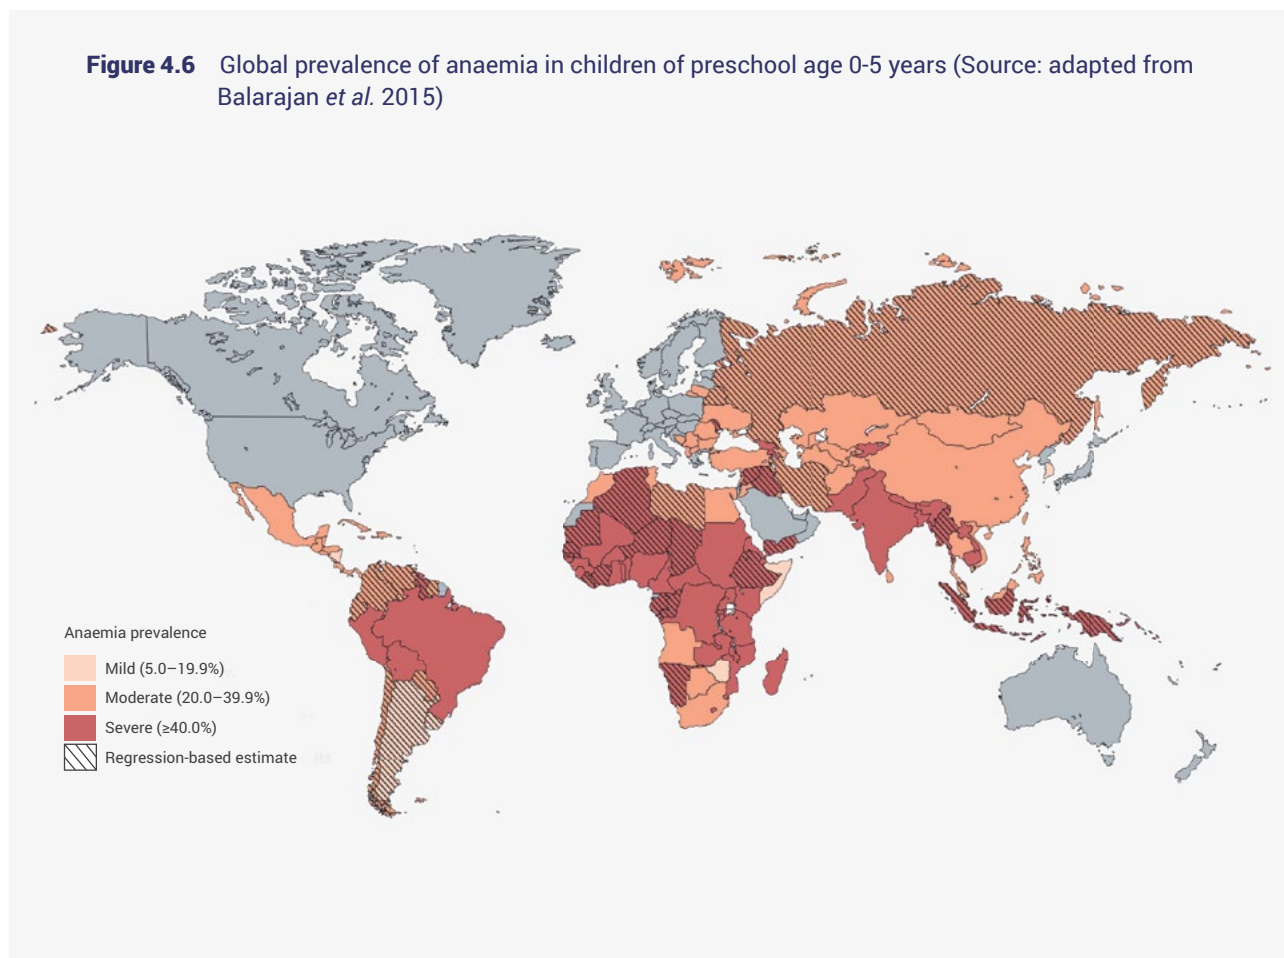 Figure 4.6 Global prevalence of anaemia in children of preschool age 0-5 years (Source: adapted from
Balarajan et al. 2015)
Anaemia prevalence
Mild (5.0–19.9%)
Moderate (20.0–39.9%)
Severe (≥40.0%)
Regression-based estimate